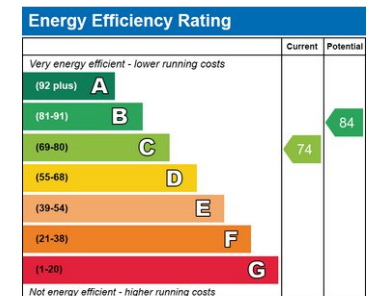 Energy Efficiency Rating
Current Potential
Very energy efficient - lower running costs
(92 plus) A
(81-91) B
84
(69-80) C
74
(55-68) D
(39-54) E
(21-38) F
(1-20) G
Not energy efficient - higher running costs